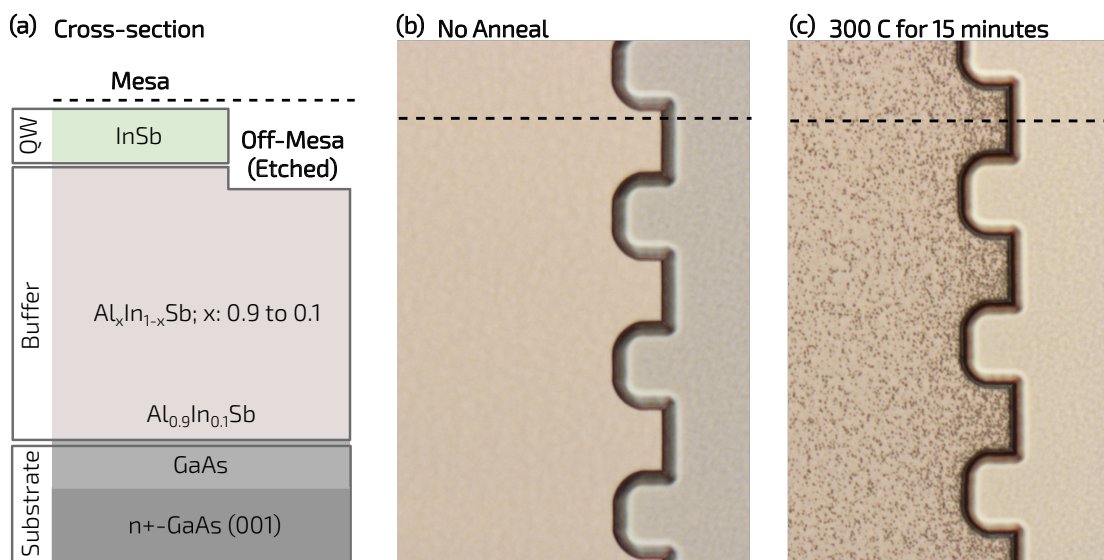 (a) Cross-section
Mesa
QW
InSb
Off-Mesa
(Etched)
Buffer
AlₓIn₁₋ₓSb; x: 0.9 to 0.1
Al₀.₉In₀.₁Sb
Substrate
GaAs
n+-GaAs (001)
(b) No Anneal
(c) 300 C for 15 minutes